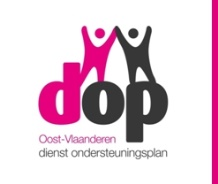 dop
Oost-Vlaanderen
dienst ondersteuningsplan